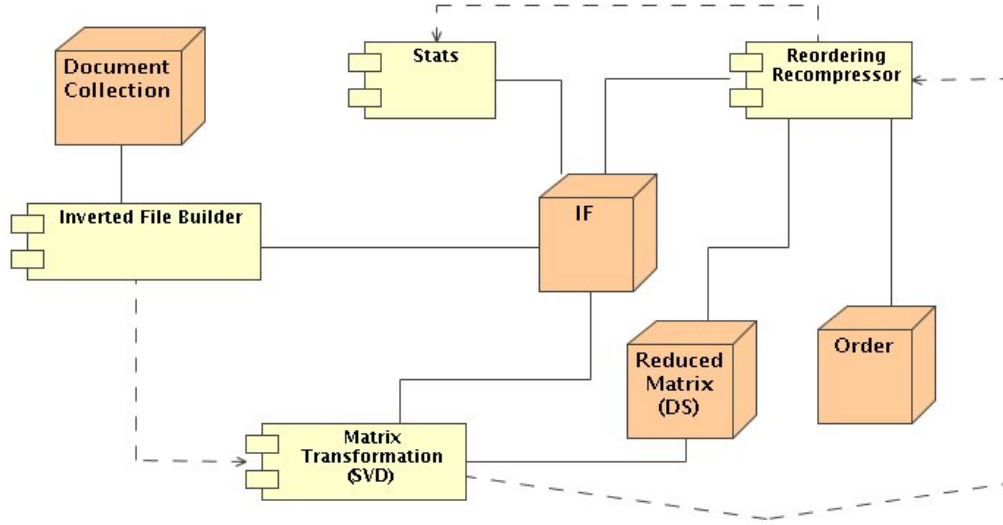 Document
Collection
Stats
Reordering
Recompressor
Inverted File Builder
IF
Reduced
Matrix
(DS)
Order
Matrix
Transformation
(SVD)